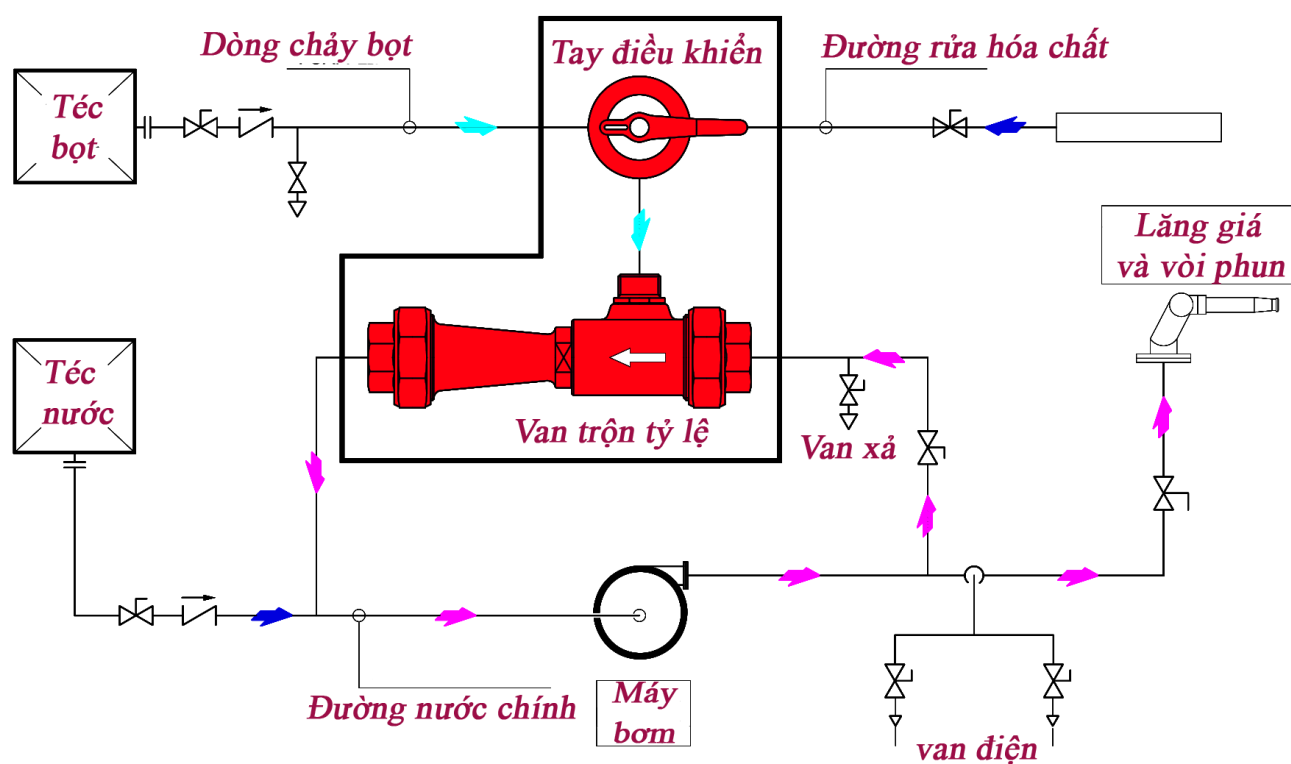 Dòng chảy bọt
Tay điều khiển
Đường rửa hóa chất
Téc
bọt
Lăng giá
và vòi phun
Téc
nước
Van trộn tỷ lệ
Van xả
Đường nước chính
Máy
bơm
van điện